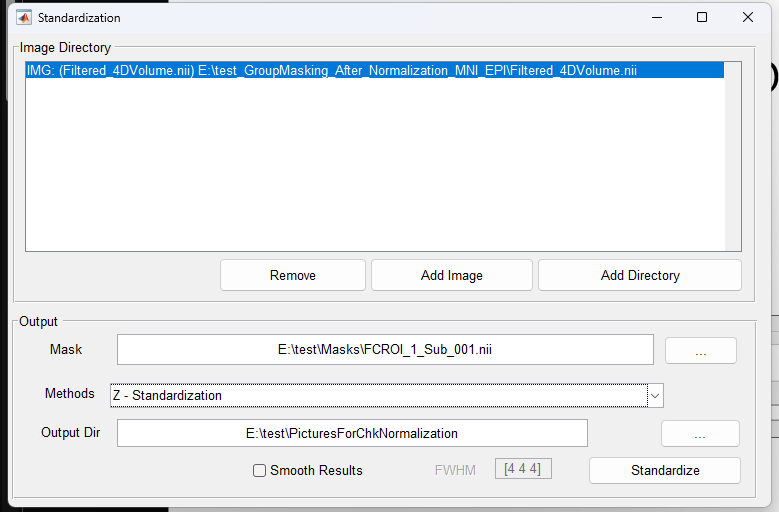 Standardization
Image Directory
IMG: (Filtered_4DVolume.nii) E:\test_GroupMasking_After_Normalization_MNI_EPI\Filtered_4DVolume.nii
Remove
Add Image
Add Directory
Output
Mask
E:\test\Masks\FCROI_1_Sub_001.nii
...
Methods
Z - Standardization
Output Dir
E:\test\PicturesForChkNormalization
...
Smooth Results
FWHM
[4 4 4]
Standardize